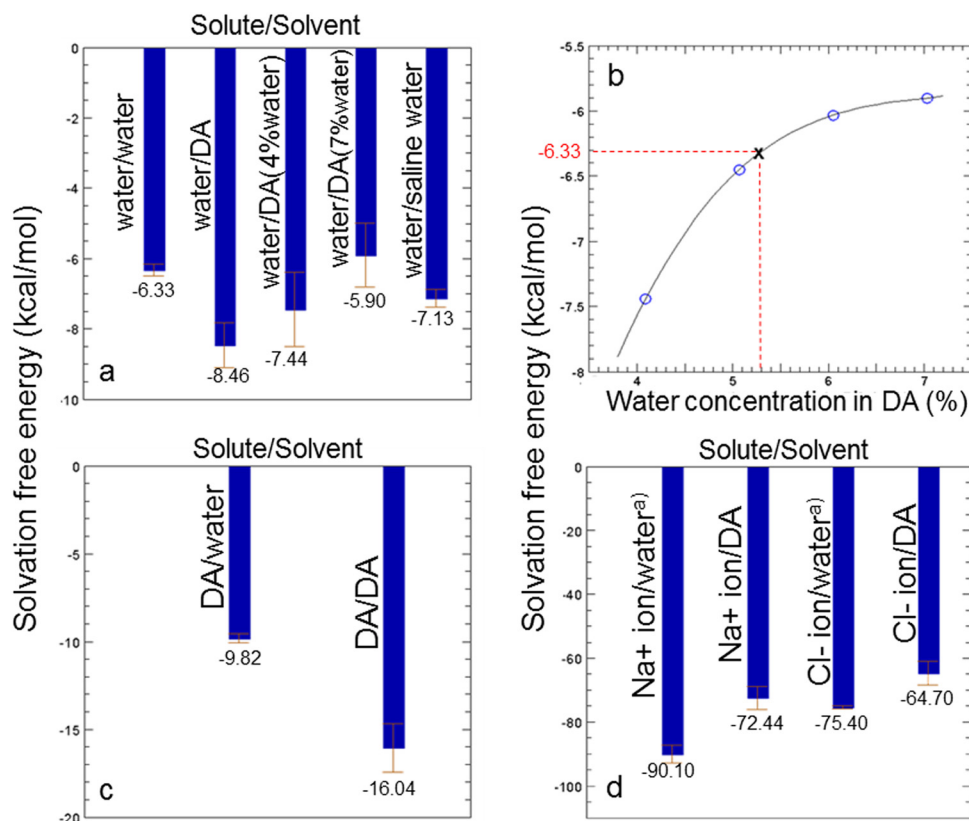 Solute/Solvent
Solvation free energy (kcal/mol)
0
-2
-4
-6
-8
-10
water/water
water/DA
water/DA(4%water)
water/DA(7%water)
water/saline water
-6.33
-8.46
-7.44
-5.90
-7.13
a
Solvation free energy (kcal/mol)
-5.5
-6
-6.5
-7
-7.5
-8
b
-6.33
x
4
5
6
7
Water concentration in DA (%)
Solute/Solvent
0
-5
-10
-15
-20
DA/water
DA/DA
-9.82
-16.04
c
Solute/Solvent
0
-20
-40
-60
-80
-100
Na+ ion/water a)
Na+ ion/DA
Cl- ion/water a)
Cl- ion/DA
-90.10
-72.44
-75.40
-64.70
d